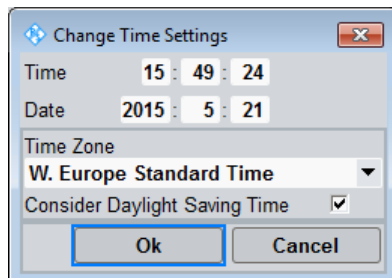 Change Time Settings
Time 15 : 49 : 24
Date 2015 : 5 : 21
Time Zone
W. Europe Standard Time
Consider Daylight Saving Time
Ok Cancel